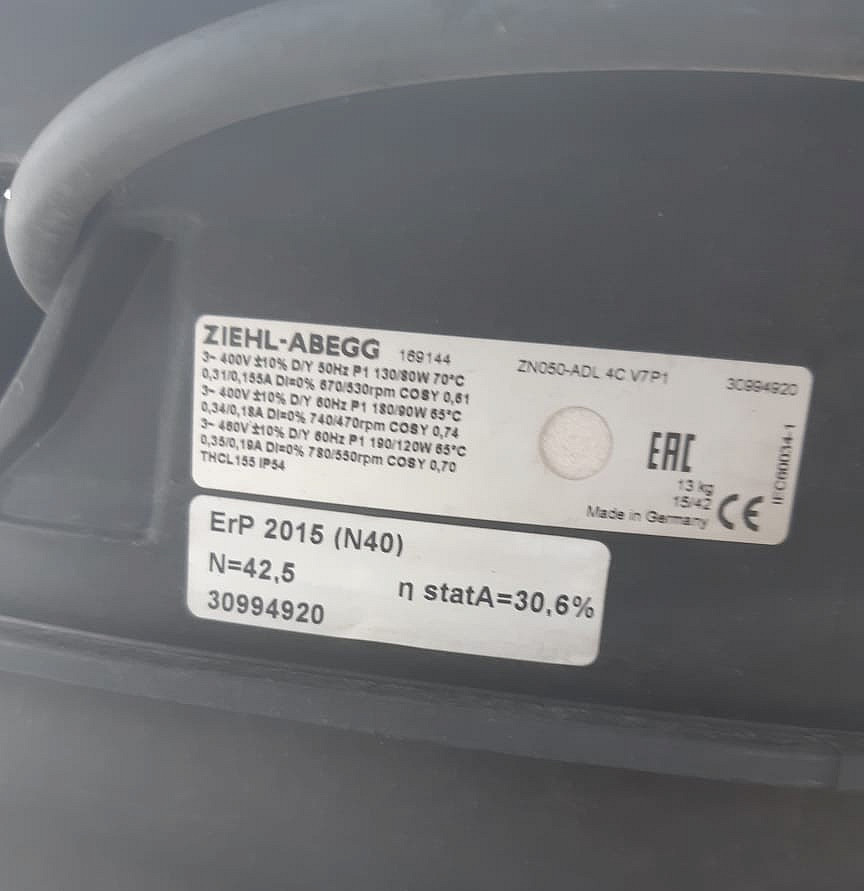 ZIEHL-ABEGG 169144 ZN050-ADL 4C V7P1 30994920
3~ 400V ±10% D/Y 50Hz P1 130/80W 70°C
0,31/0,155A DI=0% 670/530rpm COSY 0,61
3~ 400V ±10% D/Y 60Hz P1 180/90W 65°C
0,34/0,18A DI=0% 740/470rpm COSY 0,74
3~ 460V ±10% D/Y 60Hz P1 190/120W 65°C
0,35/0,19A DI=0% 780/550rpm COSY 0,70
THCL155 IP54
EAC
13 kg
15/42
Made in Germany CE
IEC60034-1
ErP 2015 (N40)
N=42,5 η statA=30,6%
30994920